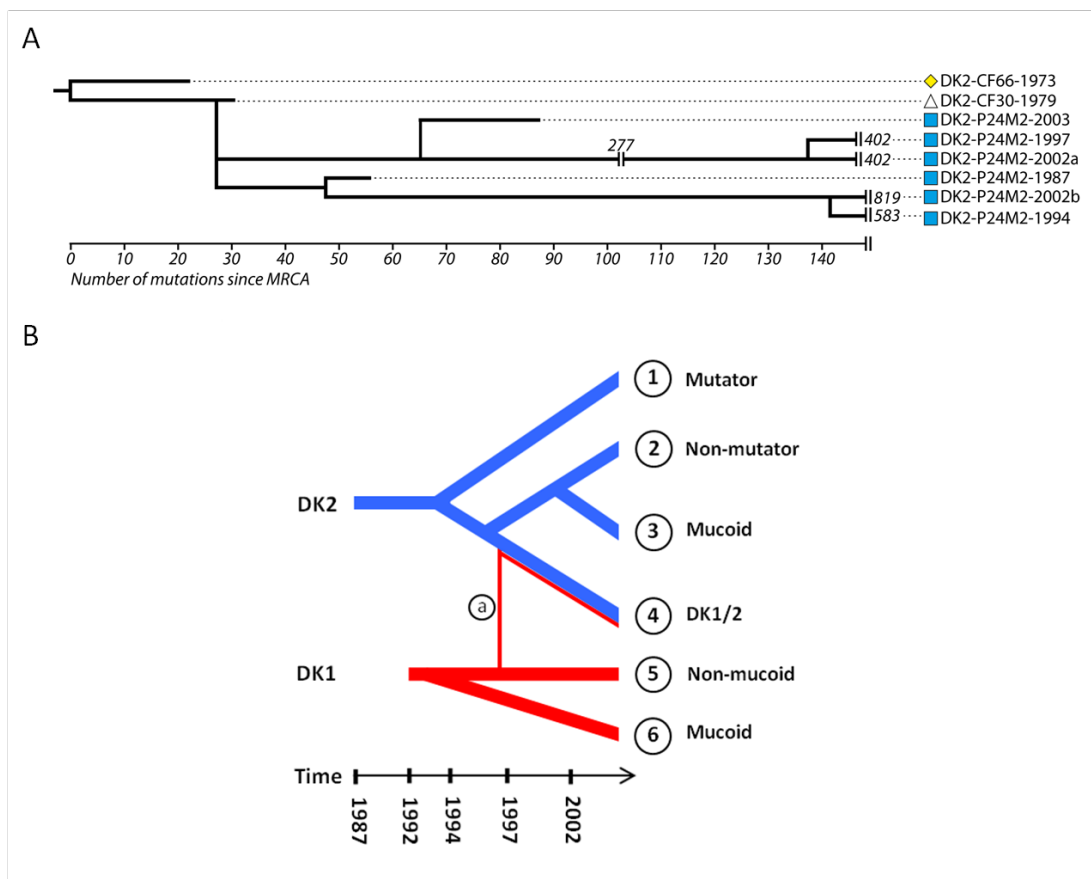 A
DK2-CF66-1973
DK2-CF30-1979
DK2-P24M2-2003
277
402
DK2-P24M2-1997
402
DK2-P24M2-2002a
DK2-P24M2-1987
819
DK2-P24M2-2002b
583
DK2-P24M2-1994
0 10 20 30 40 50 60 70 80 90 100 110 120 130 140
Number of mutations since MRCA
B
1 Mutator
2 Non-mutator
DK2
3 Mucoid
a
4 DK1/2
DK1
5 Non-mucoid
6 Mucoid
Time
1987 1992 1994 1997 2002